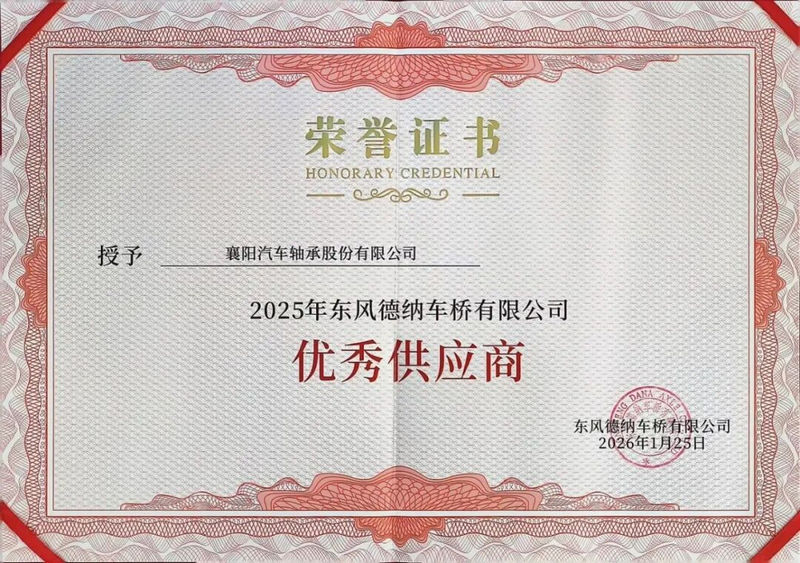 荣誉证书
HONORARY CREDENTIAL
授予 襄阳汽车轴承股份有限公司
2025年东风德纳车桥有限公司
优秀供应商
东风德纳车桥有限公司
2026年1月25日